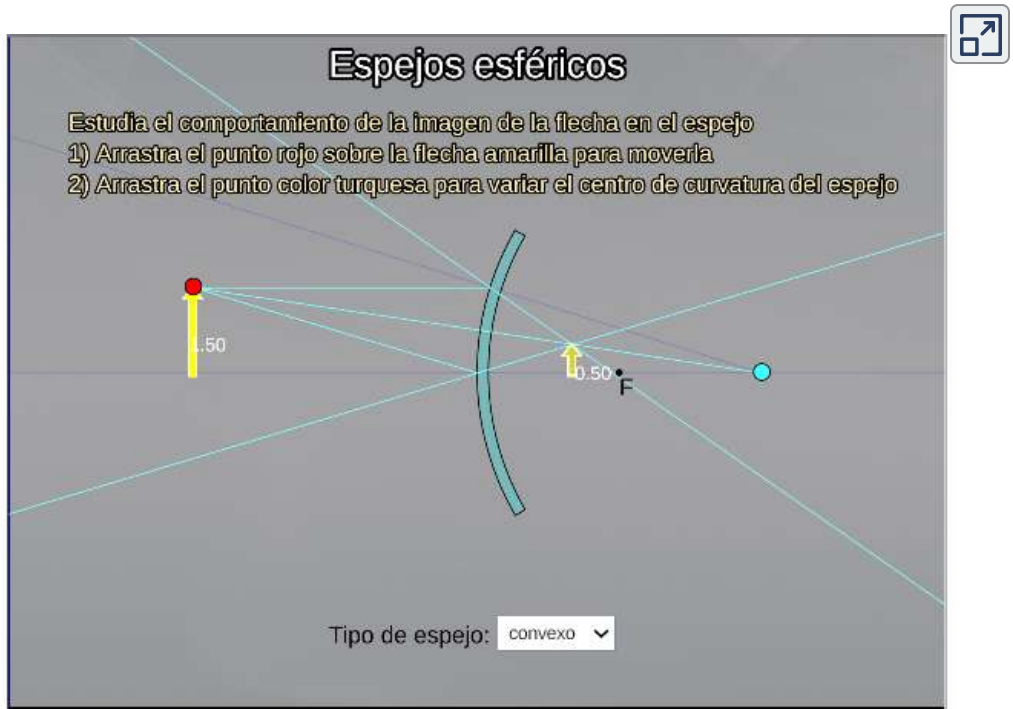 Espejos esféricos
Estudia el comportamiento de la imagen de la flecha en el espejo
1) Arrastra el punto rojo sobre la flecha amarilla para moverla
2) Arrastra el punto color turquesa para variar el centro de curvatura del espejo
1.50
0.50
F
Tipo de espejo: convexo